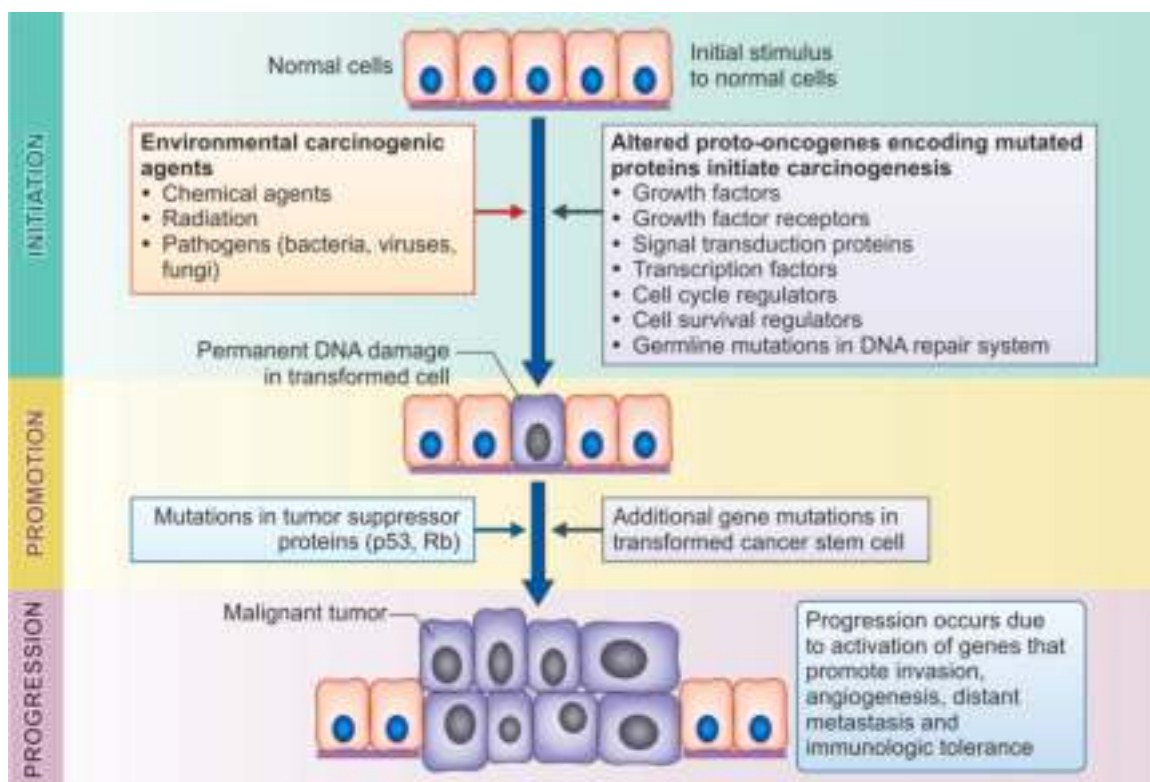 INITIATION
Normal cells
Initial stimulus
to normal cells
Environmental carcinogenic
agents
• Chemical agents
• Radiation
• Pathogens (bacteria, viruses,
fungi)
Altered proto-oncogenes encoding mutated
proteins initiate carcinogenesis
• Growth factors
• Growth factor receptors
• Signal transduction proteins
• Transcription factors
• Cell cycle regulators
• Cell survival regulators
• Germline mutations in DNA repair system
Permanent DNA damage
in transformed cell
PROMOTION
Mutations in tumor suppressor
proteins (p53, Rb)
Additional gene mutations in
transformed cancer stem cell
PROGRESSION
Malignant tumor
Progression occurs due
to activation of genes that
promote invasion,
angiogenesis, distant
metastasis and
immunologic tolerance